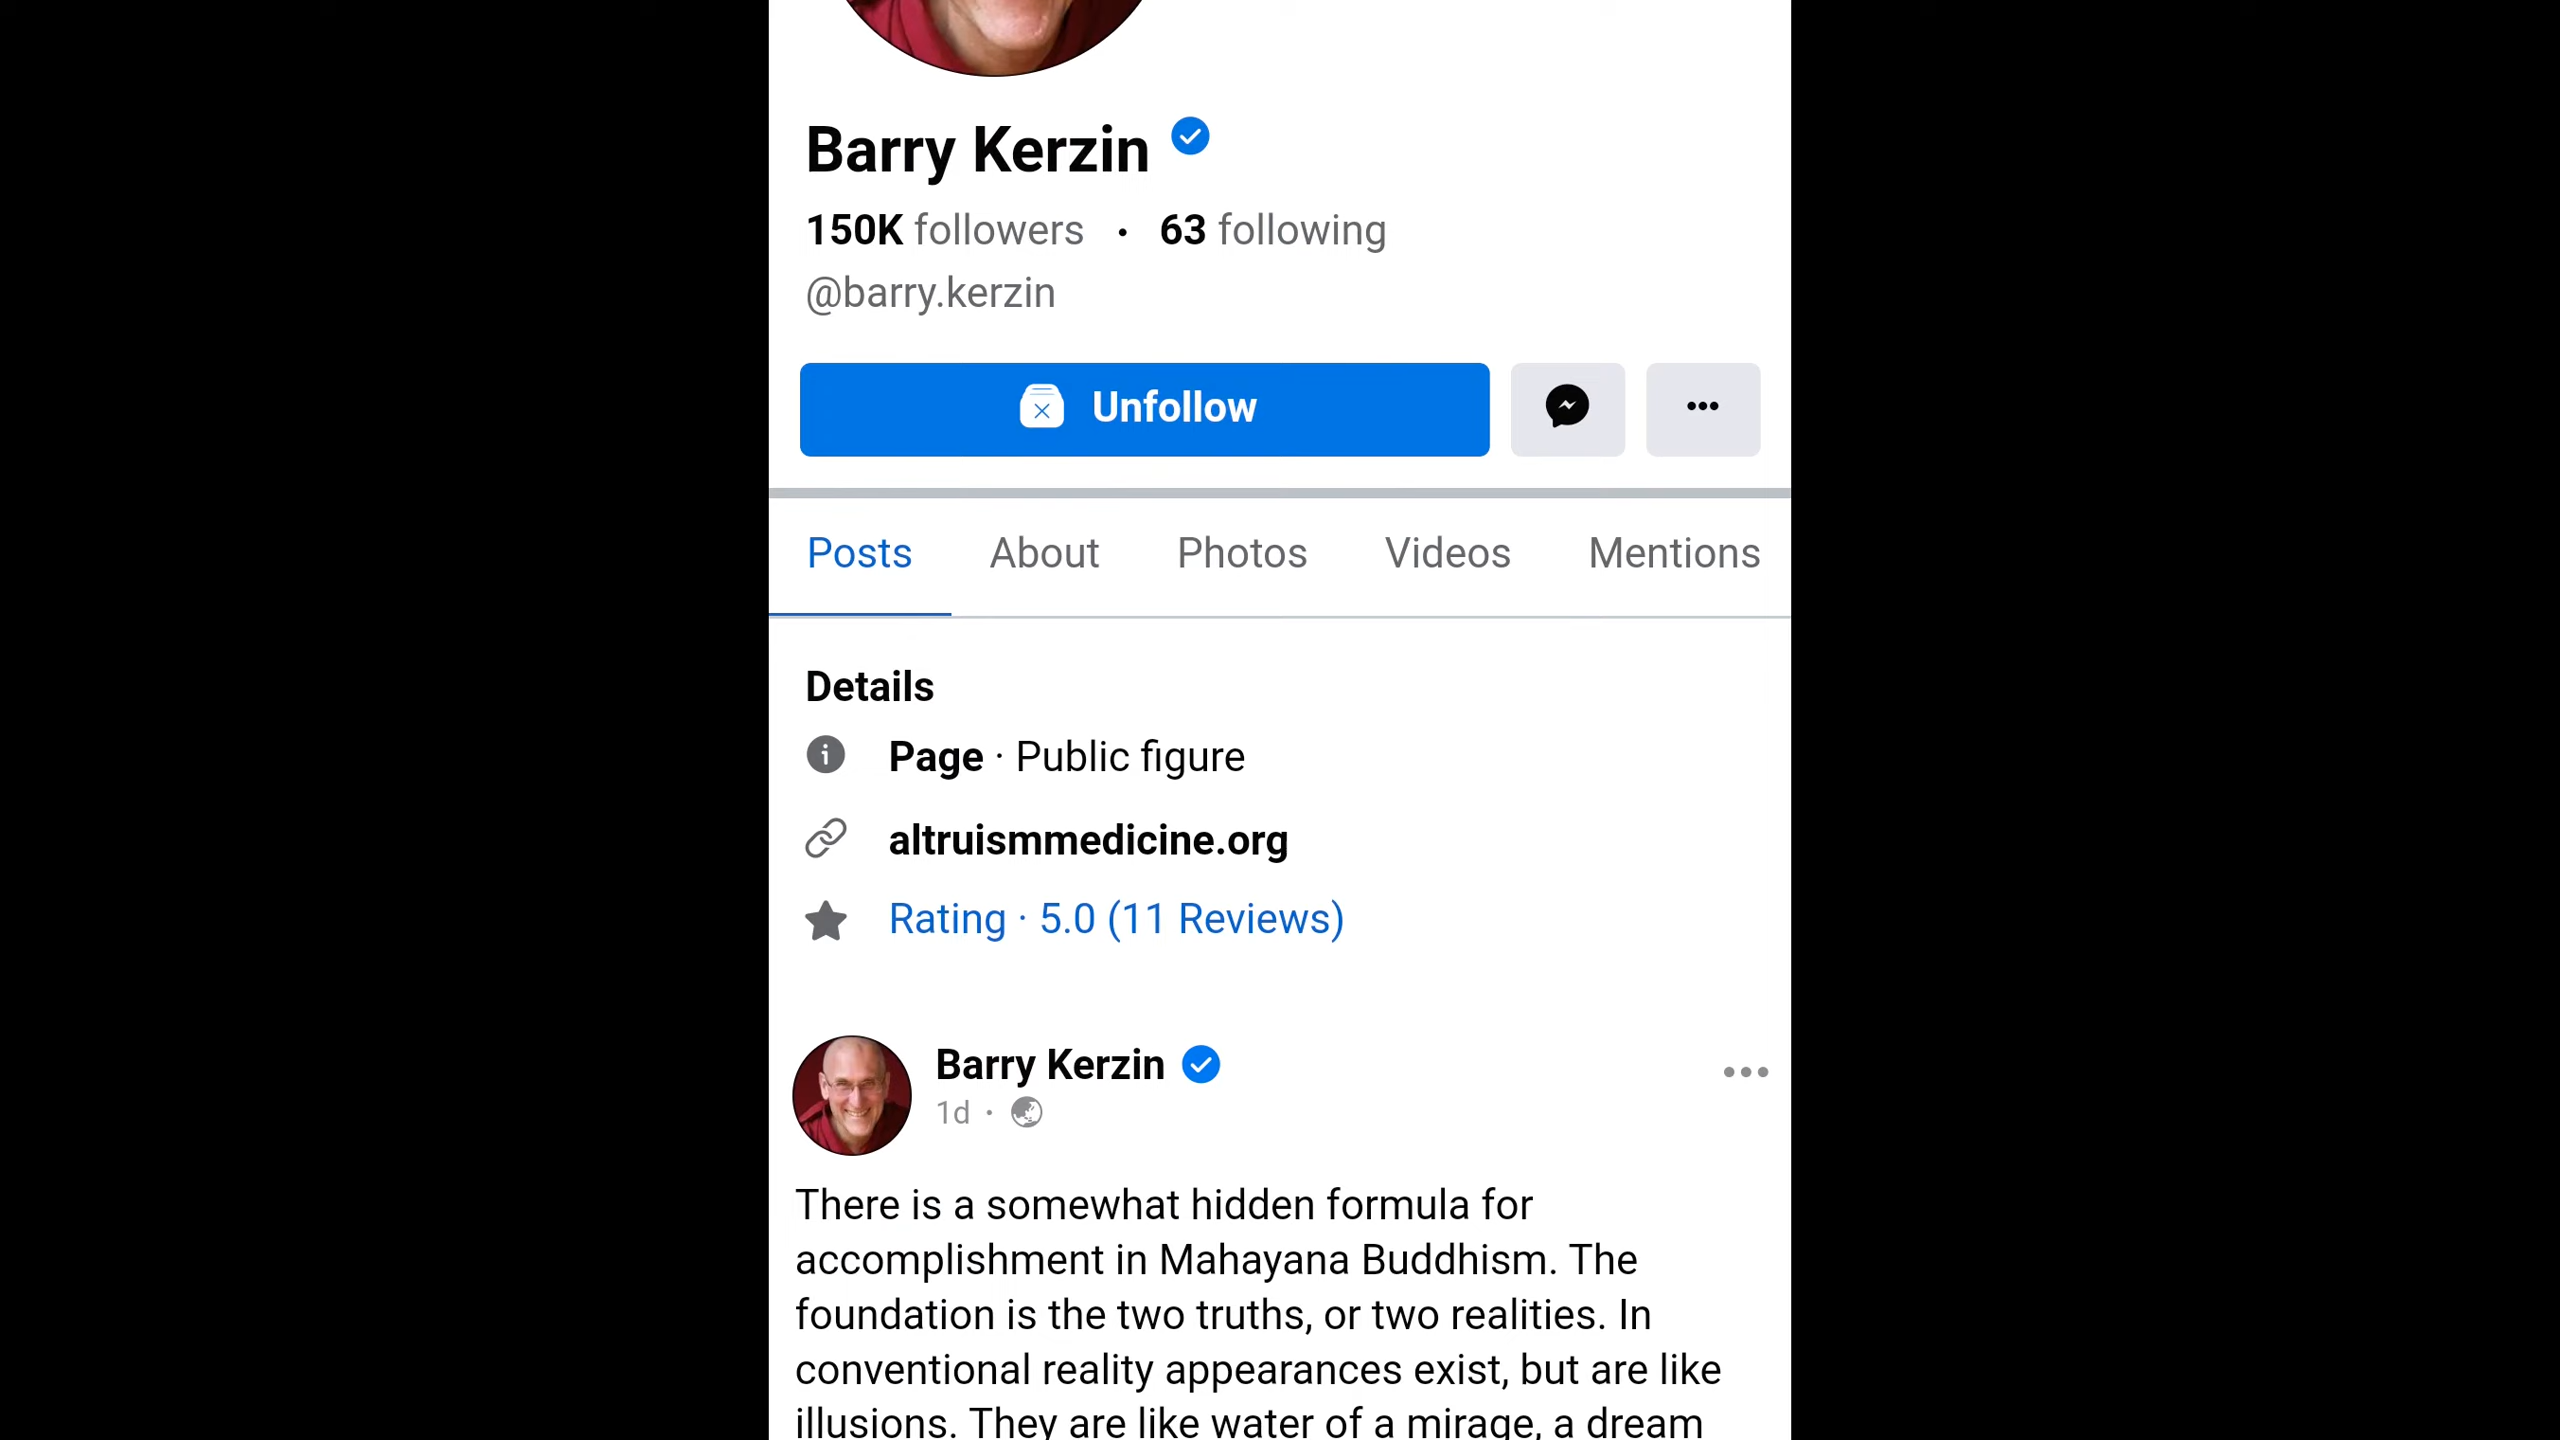 Barry Kerzin
150K followers · 63 following
@barry.kerzin
Unfollow
Posts About Photos Videos Mentions
Details
Page · Public figure
altruismmedicine.org
Rating · 5.0 (11 Reviews)
Barry Kerzin
1d ·
There is a somewhat hidden formula for
accomplishment in Mahayana Buddhism. The
foundation is the two truths, or two realities. In
conventional reality appearances exist, but are like
illusions. They are like water of a mirage, a dream